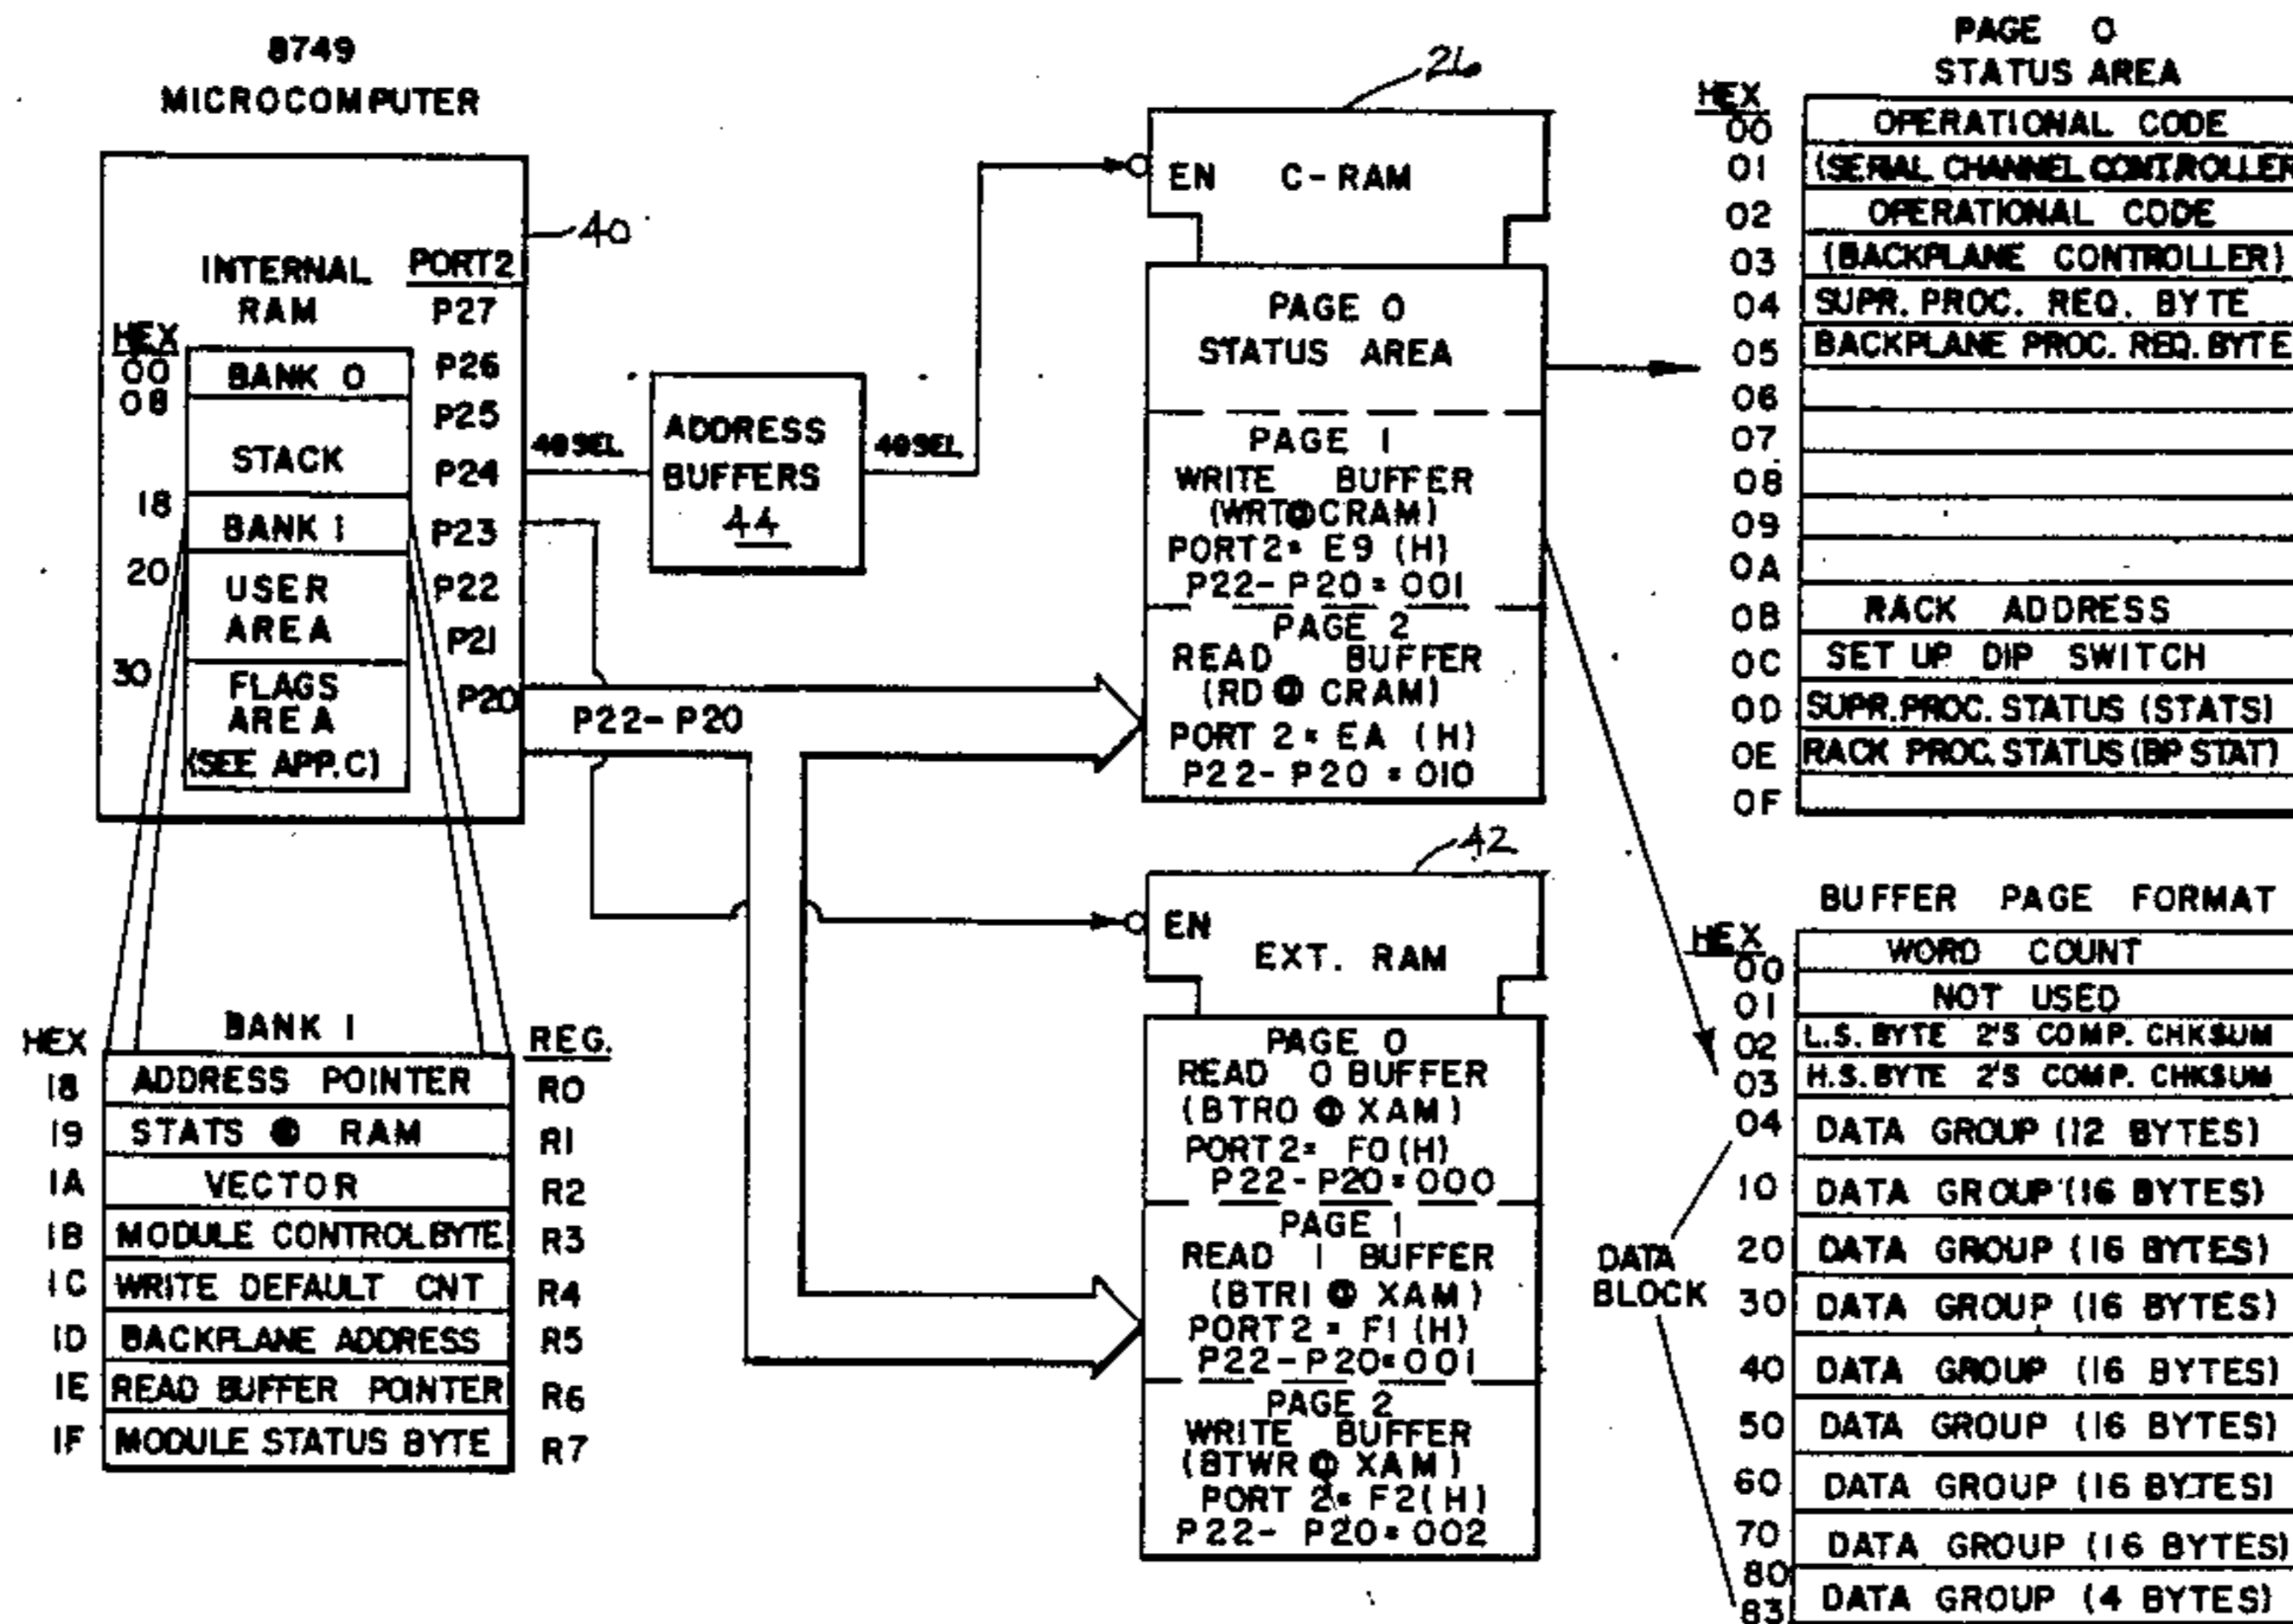 8749
MICROCOMPUTER
40
INTERNAL
RAM
PORT2
P27
P26
P25
P24
P23
P22
P21
P20
HEX
00
BANK 0
08
STACK
18
BANK 1
20
USER
AREA
30
FLAGS
AREA
(SEE APP.C)
HEX
BANK 1
REG.
18
ADDRESS POINTER
R0
19
STATS @ RAM
R1
1A
VECTOR
R2
1B
MODULE CONTROL BYTE
R3
1C
WRITE DEFAULT CNT
R4
1D
BACKPLANE ADDRESS
R5
1E
READ BUFFER POINTER
R6
1F
MODULE STATUS BYTE
R7
ADDRESS
BUFFERS
44
P22-P20
26
EN C-RAM
PAGE 0
STATUS AREA
PAGE 1
WRITE BUFFER
(WRT@CRAM)
PORT2= E9 (H)
P22-P20=001
PAGE 2
READ BUFFER
(RD @ CRAM)
PORT 2= EA (H)
P22-P20 =010
42
EN
EXT. RAM
PAGE 0
READ 0 BUFFER
(BTR0 @ XAM)
PORT2= F0(H)
P22-P20=000
PAGE 1
READ 1 BUFFER
(BTR1 @ XAM)
PORT2= F1(H)
P22-P20=001
PAGE 2
WRITE BUFFER
(BTWR @ XAM)
PORT 2= F2(H)
P22- P20=002
PAGE 0
STATUS AREA
HEX
00
OPERATIONAL CODE
01
(SERIAL CHANNEL CONTROLLER
02
OPERATIONAL CODE
03
(BACKPLANE CONTROLLER)
04
SUPR. PROC. REQ. BYTE
05
BACKPLANE PROC. REQ. BYTE
06
07
08
09
0A
0B
RACK ADDRESS
0C
SET UP DIP SWITCH
0D
SUPR.PROC.STATUS (STATS)
0E
RACK PROC.STATUS (BP STAT)
0F
BUFFER PAGE FORMAT
HEX
00
WORD COUNT
01
NOT USED
02
L.S. BYTE 2'S COMP. CHKSUM
03
H.S. BYTE 2'S COMP. CHKSUM
04
DATA GROUP (12 BYTES)
10
DATA GROUP (16 BYTES)
20
DATA GROUP (16 BYTES)
DATA
BLOCK
30
DATA GROUP (16 BYTES)
40
DATA GROUP (16 BYTES)
50
DATA GROUP (16 BYTES)
60
DATA GROUP (16 BYTES)
70
DATA GROUP (16 BYTES)
80
83
DATA GROUP (4 BYTES)